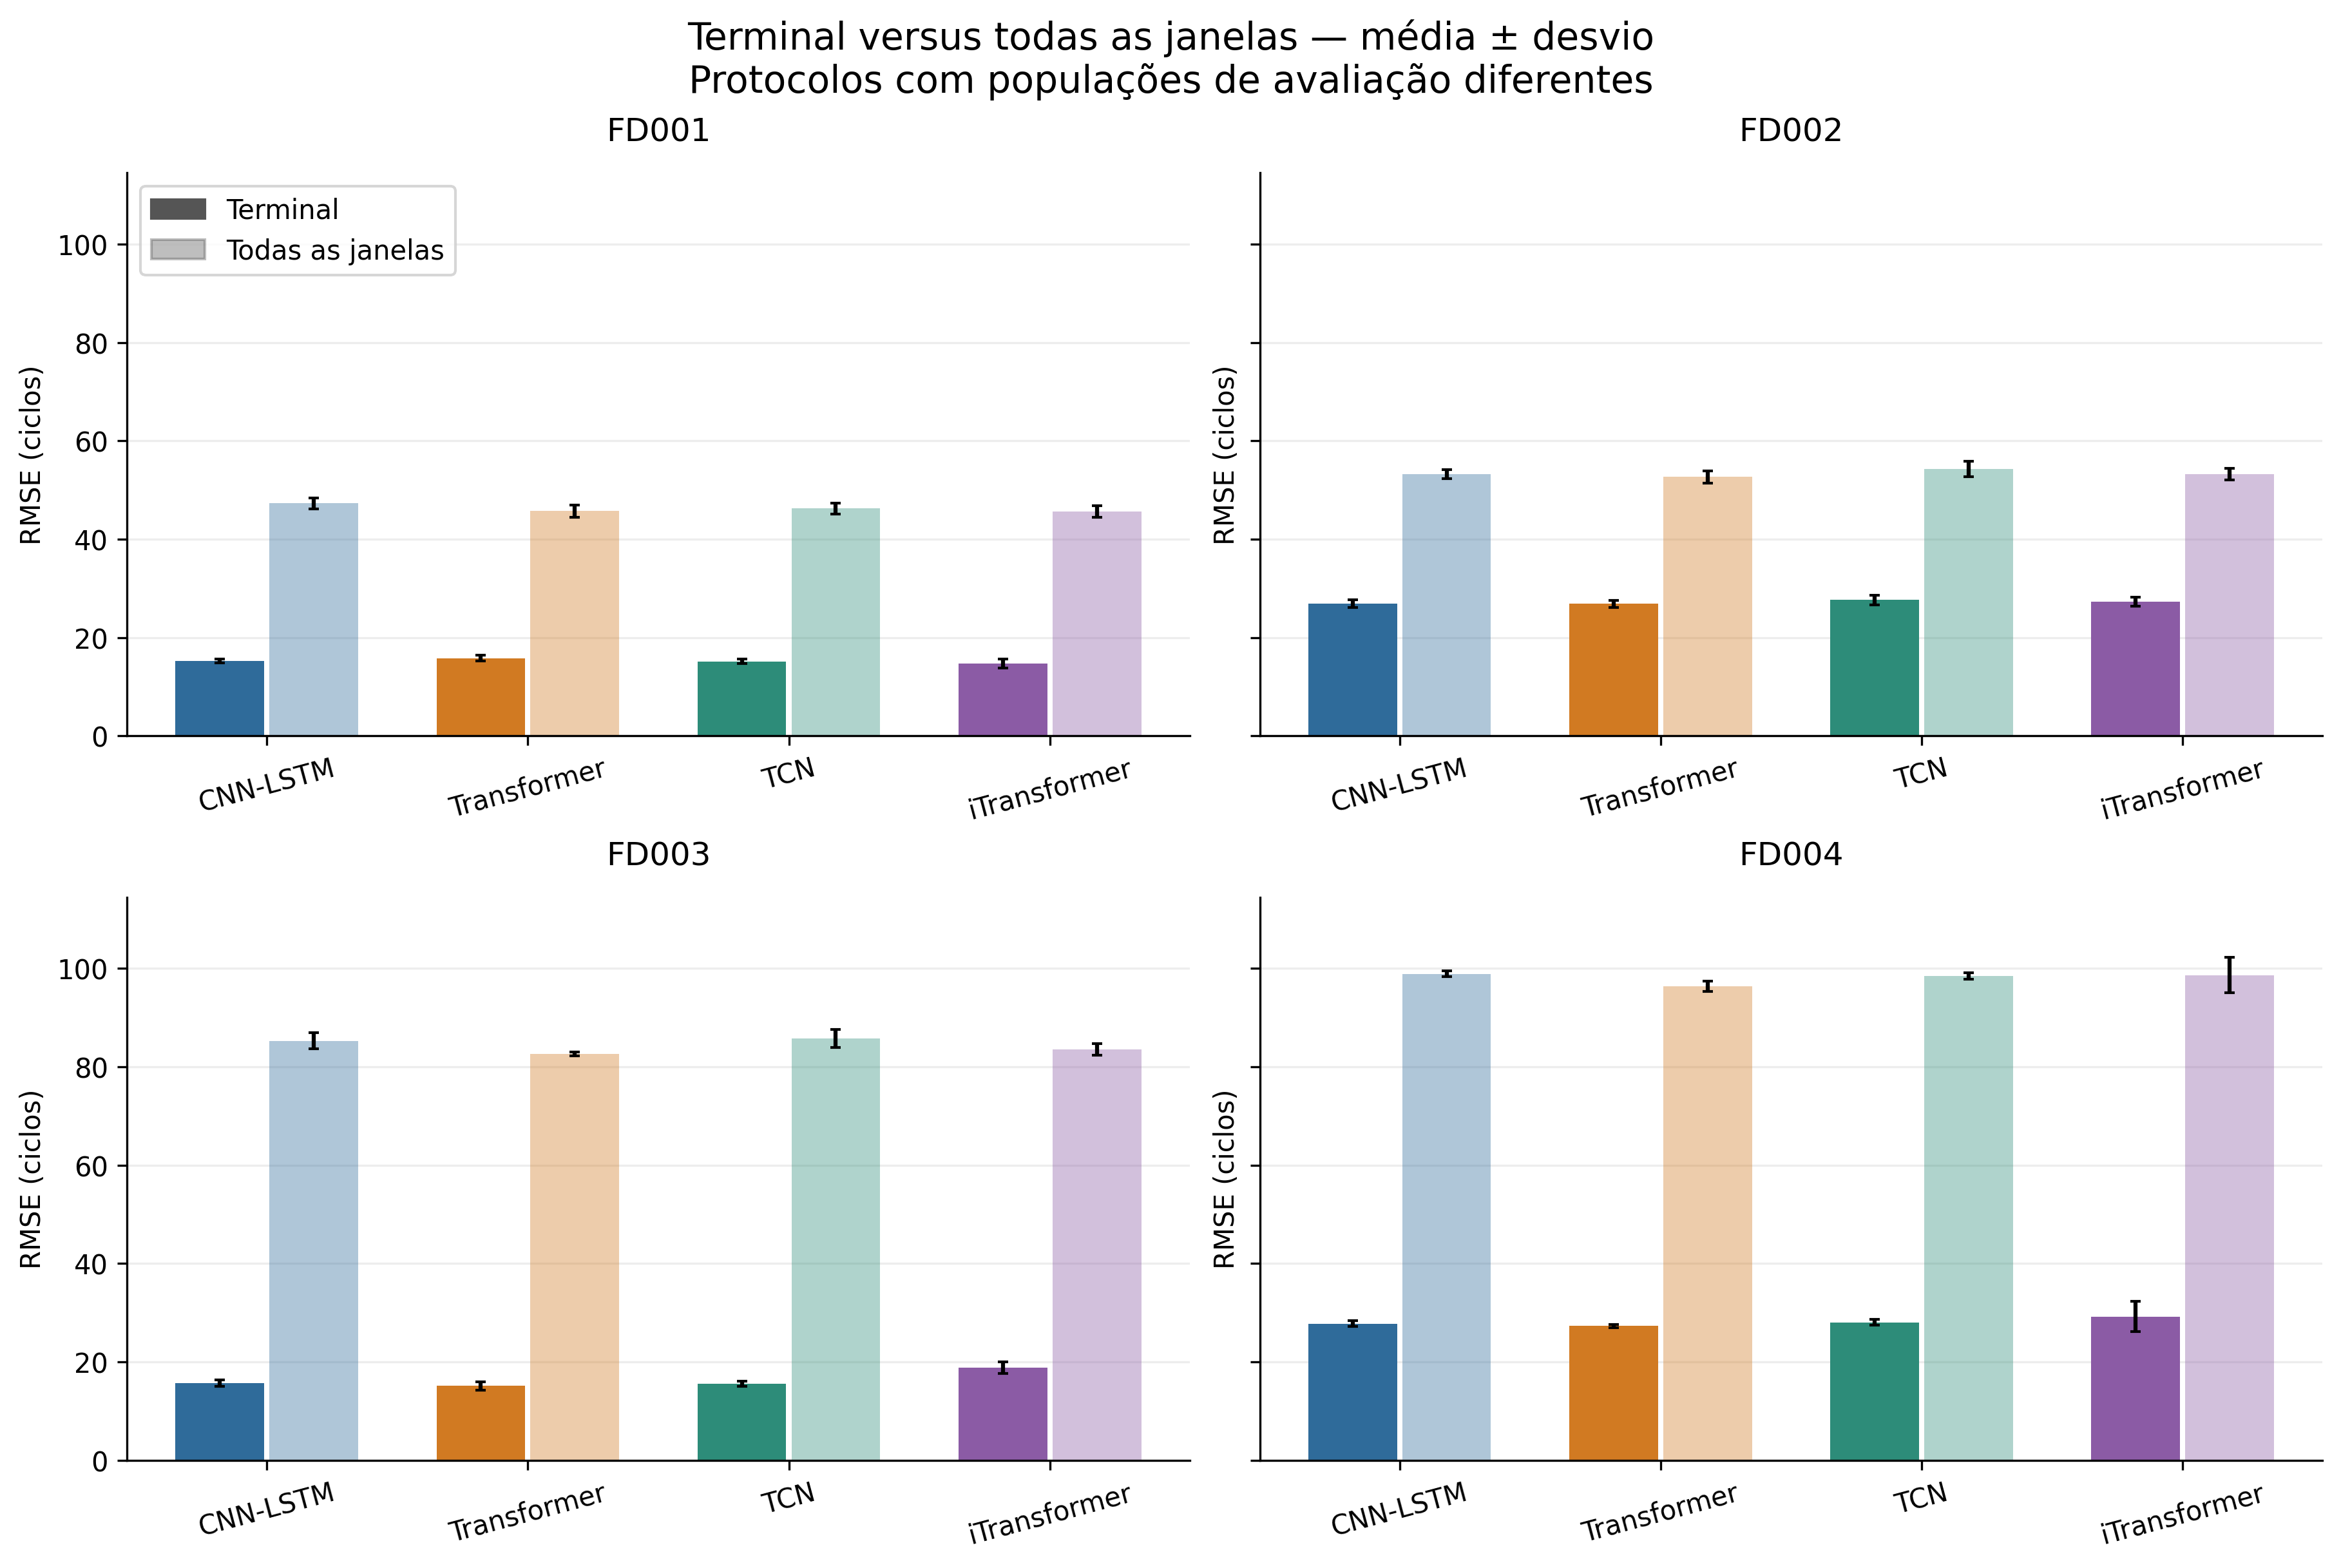 Terminal versus todas as janelas — média ± desvio
Protocolos com populações de avaliação diferentes
FD001
FD002
Terminal
Todas as janelas
RMSE (ciclos)
100
80
60
40
20
0
CNN-LSTM
Transformer
TCN
iTransformer
RMSE (ciclos)
CNN-LSTM
Transformer
TCN
iTransformer
FD003
FD004
RMSE (ciclos)
100
80
60
40
20
0
CNN-LSTM
Transformer
TCN
iTransformer
RMSE (ciclos)
CNN-LSTM
Transformer
TCN
iTransformer